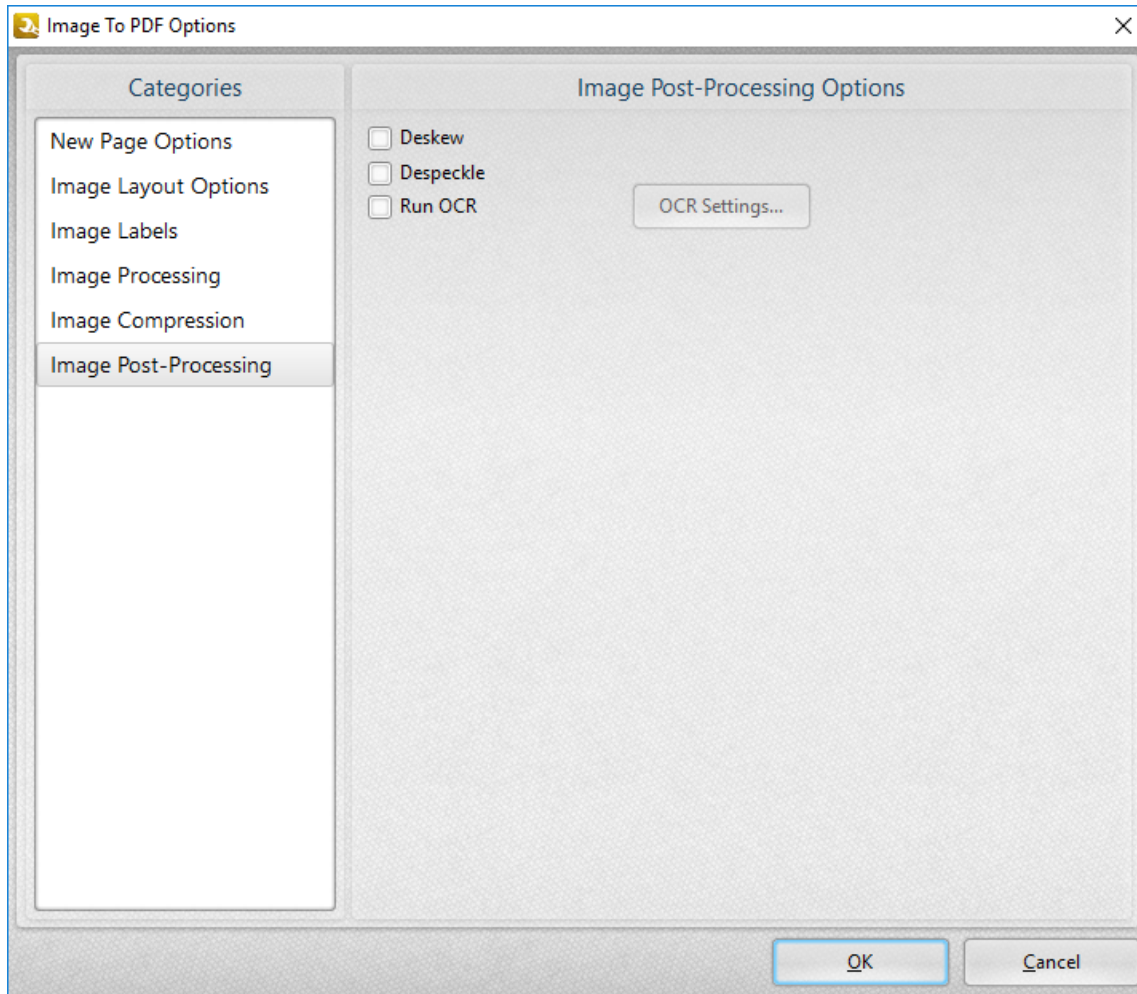 Image To PDF Options
Categories
New Page Options
Image Layout Options
Image Labels
Image Processing
Image Compression
Image Post-Processing
Image Post-Processing Options
Deskew
Despeckle
Run OCR
OCR Settings...
OK
Cancel